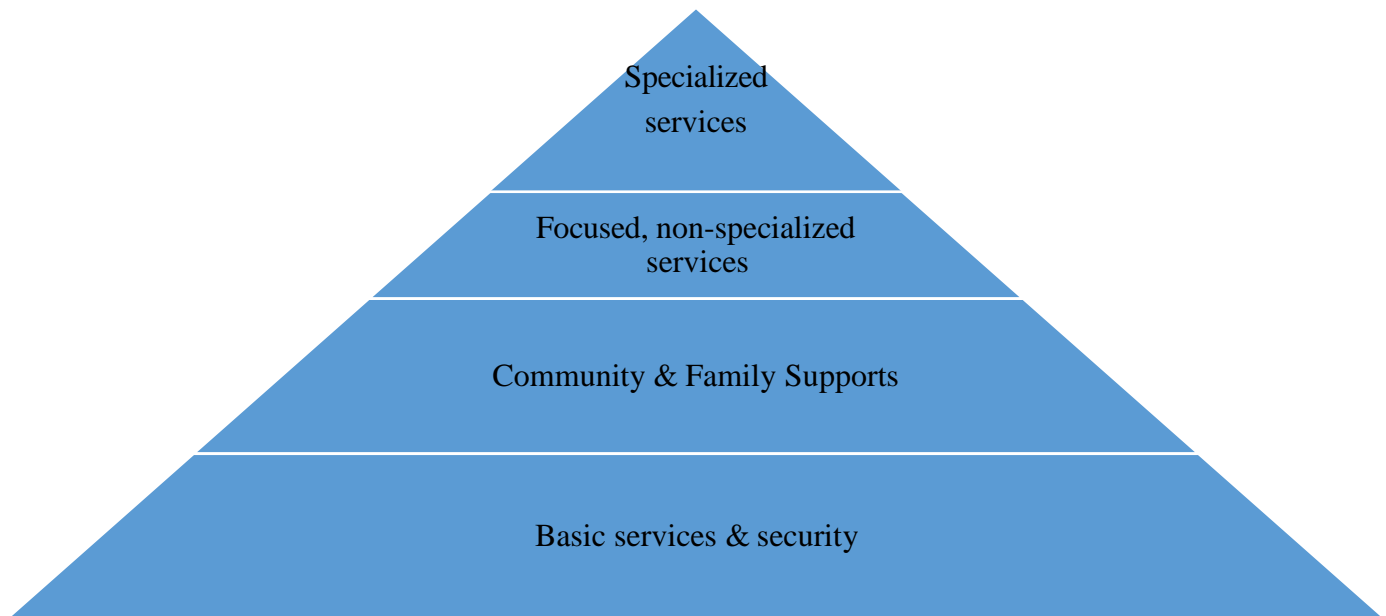 Specialized
services
Focused, non-specialized
services
Community & Family Supports
Basic services & security